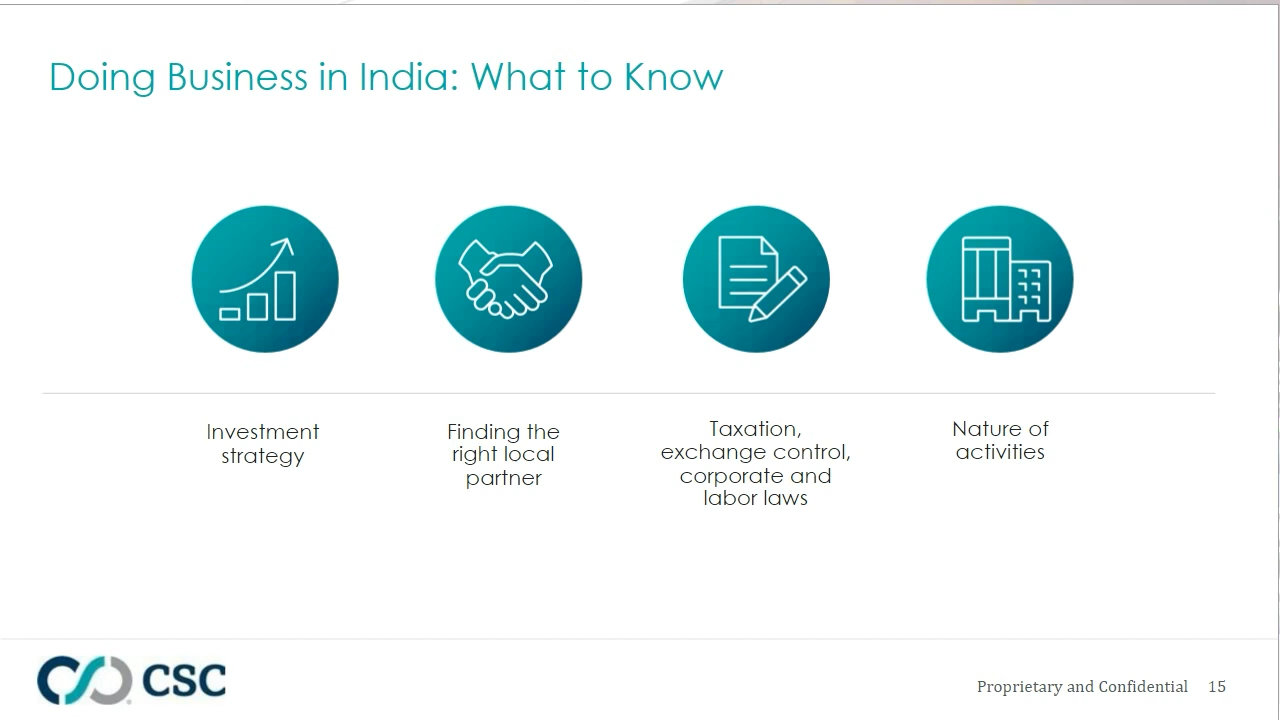 Doing Business in India: What to Know
Investment
strategy
Finding the
right local
partner
Taxation,
exchange control,
corporate and
labor laws
Nature of
activities
CSC
Proprietary and Confidential 15